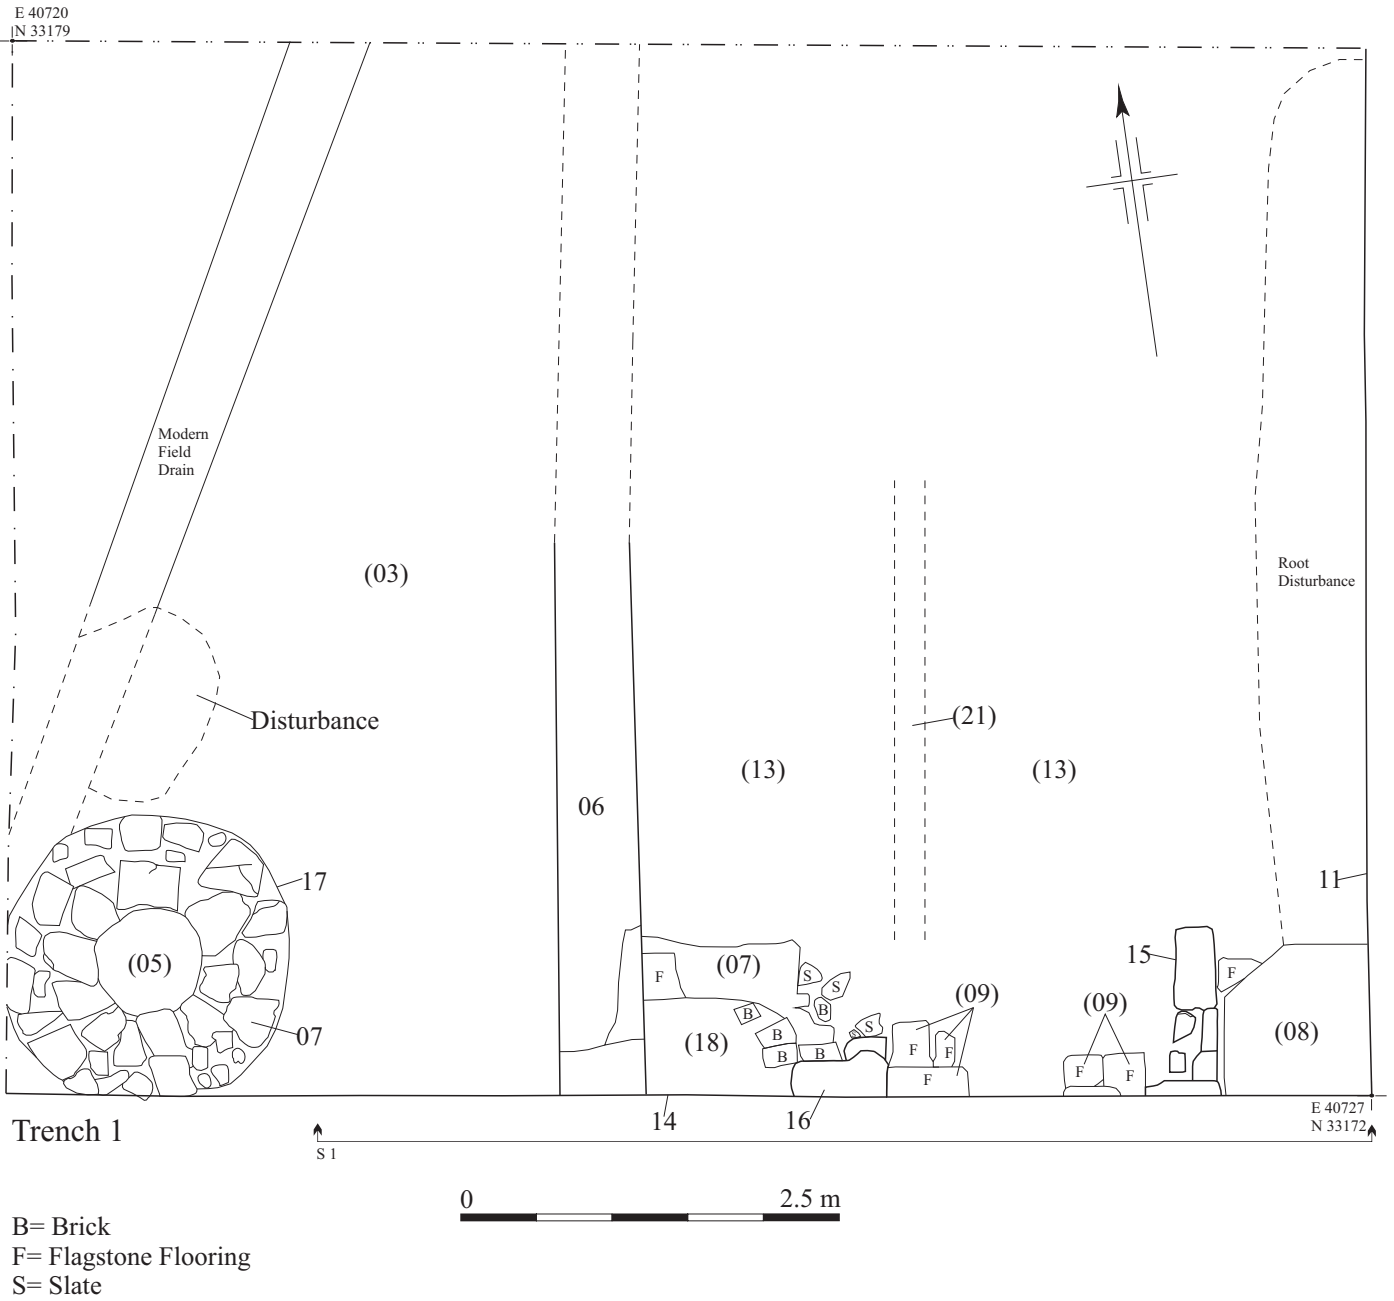 E 40720
N 33179
Modern
Field
Drain
(03)
Root
Disturbance
Disturbance
(21)
(13)
(13)
06
17
11
(05)
15
F
(07)
S
S
F
(09)
(09)
B
B
07
(18)
B
S
F
F
(08)
B
B
F
F
F
E 40727
N 33172
14
16
Trench 1
S 1
0
2.5 m
B= Brick
F= Flagstone Flooring
S= Slate